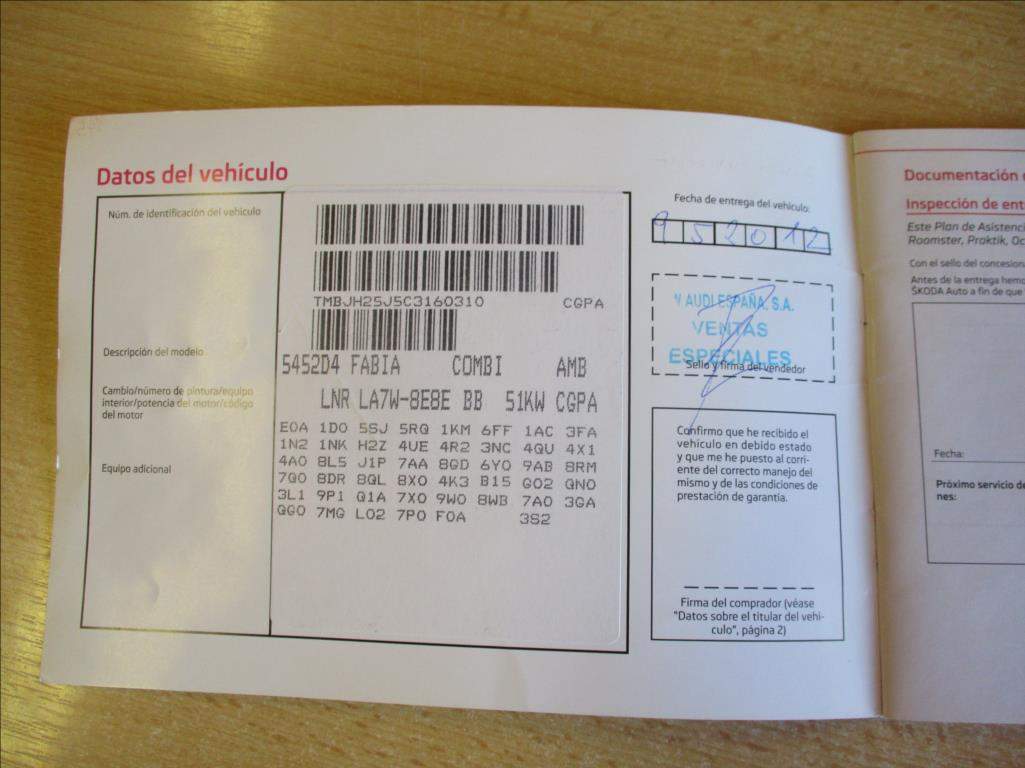 Datos del vehículo
Núm. de identificación del vehículo
TMBJH25J5C3160310 CGPA
Descripción del modelo
5452D4 FABIA COMBI AMB
Cambio/número de pintura/equipo
interior/potencia del motor/código
del motor
LNR LA7W-8E8E BB 51KW CGPA
Equipo adicional
E0A 1D0 5SJ 5RQ 1KM 6FF 1AC 3FA
1N2 1NK H2Z 4UE 4R2 3NC 4QU 4X1
4A0 8L5 J1P 7AA 8GD 6Y0 9AB 8RM
7Q0 8DR 8QL 8X0 4K3 B15 G02 QN0
3L1 9P1 Q1A 7X0 9W0 8WB 7A0 3GA
QG0 7MG L02 7P0 F0A 3S2
Fecha de entrega del vehículo:
9 5 2012
W AUDI ESPAÑA, S.A.
VENTAS
ESPECIALES
Sello y firma del vendedor
Confirmo que he recibido el
vehículo en debido estado
y que me he puesto al corri-
ente del correcto manejo del
mismo y de las condiciones de
prestación de garantía.
Firma del comprador (véase
"Datos sobre el titular del vehí-
culo", página 2)
Documentación
Inspección de ent
Este Plan de Asistenci
Roomster, Praktik, Oc
Con el sello del concesiona
Antes de la entrega hemo
ŠKODA Auto a fin de que
Fecha:
Próximo servicio de
nes: